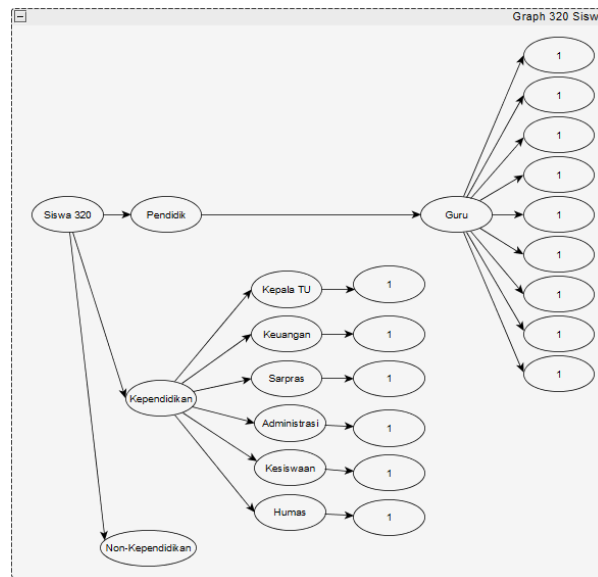 Graph 320 Sisw
1
1
1
1
Siswa 320
Pendidik
Guru
1
1
Kepala TU
1
1
Keuangan
1
1
Sarpras
1
1
Kependidikan
Administrasi
1
Kesiswaan
1
Humas
1
Non-Kependidikan